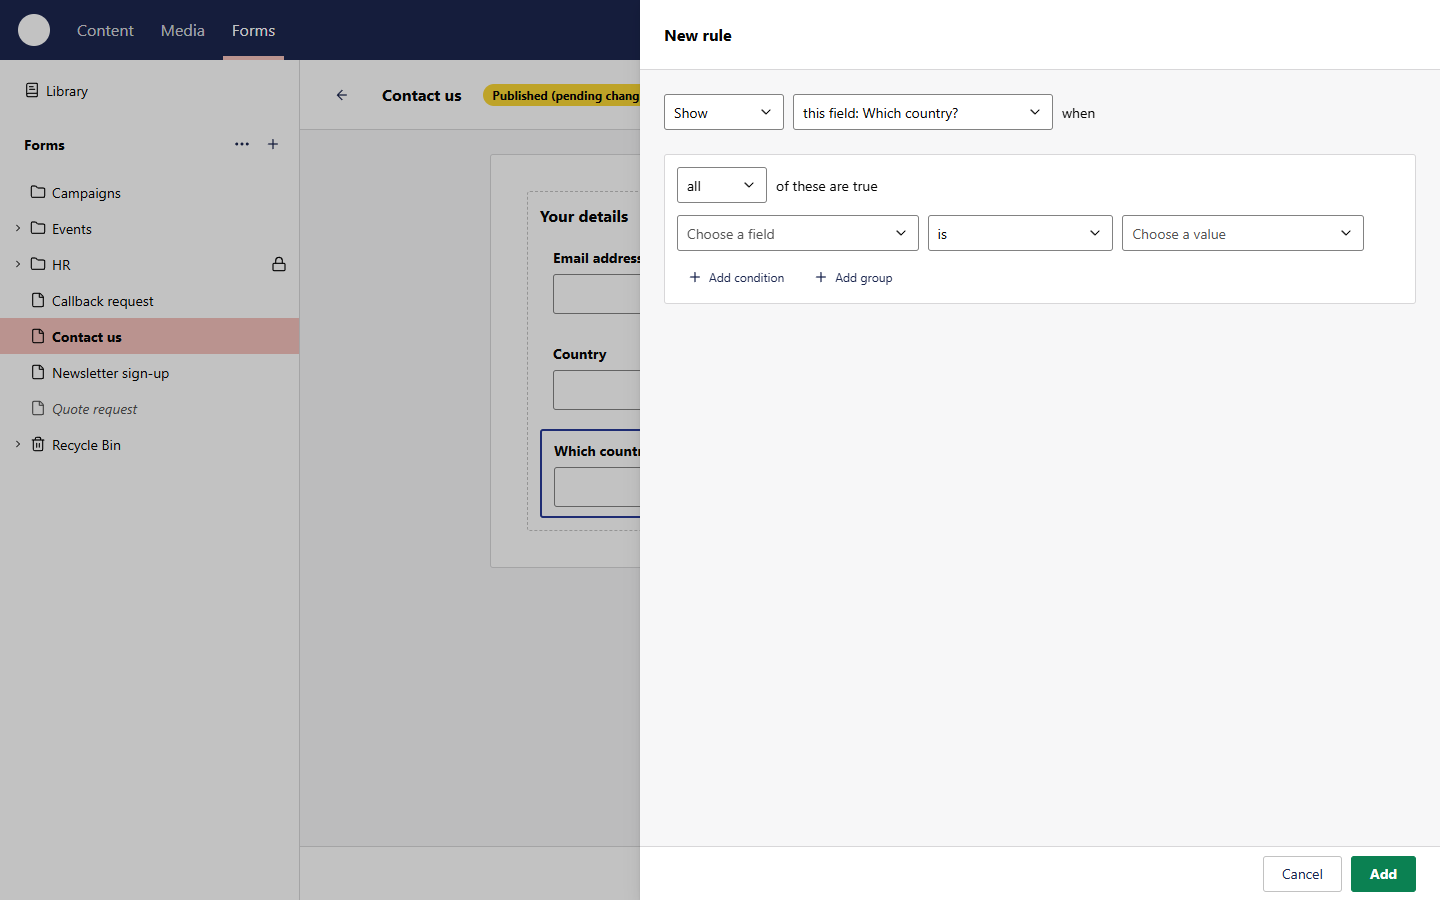 Content Media Forms
Library
Forms
Campaigns
Events
HR
Callback request
Contact us
Newsletter sign-up
Quote request
Recycle Bin
Contact us Published (pending chang
Your details
Email address
Country
Which countr
New rule
Show this field: Which country? when
all of these are true
Choose a field is Choose a value
Add condition Add group
Cancel Add